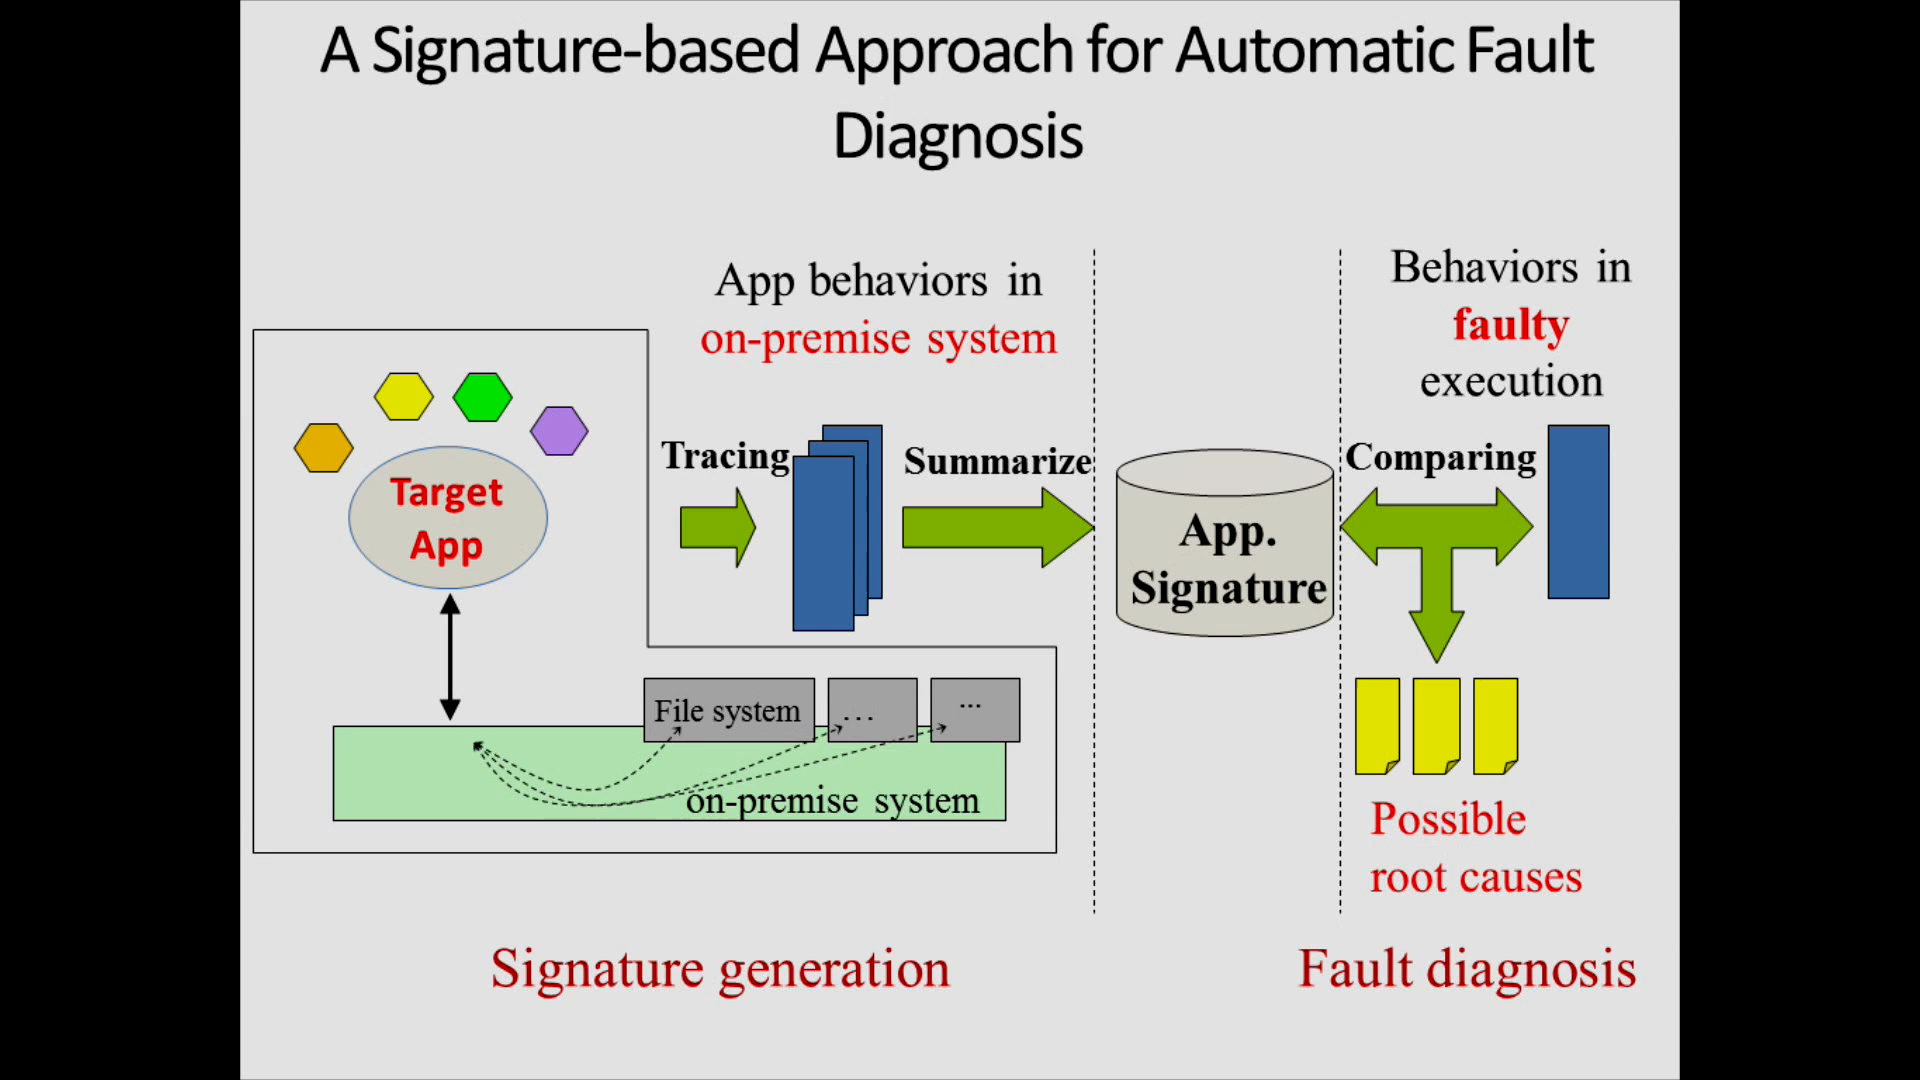 A Signature-based Approach for Automatic Fault
Diagnosis
App behaviors in
on-premise system
Behaviors in
faulty
execution
Target
App
Tracing
Summarize
App.
Signature
Comparing
File system
...
...
on-premise system
Possible
root causes
Signature generation
Fault diagnosis